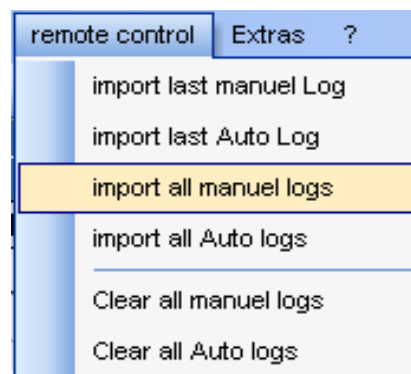 remote control Extras ?
import last manuel Log
import last Auto Log
import all manuel logs
import all Auto logs
Clear all manuel logs
Clear all Auto logs